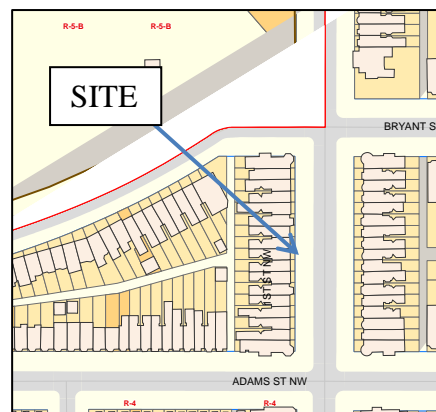 R-5-B R-5-B
SITE
BRYANT S
1ST ST NW
ADAMS ST NW
R-4 R-4